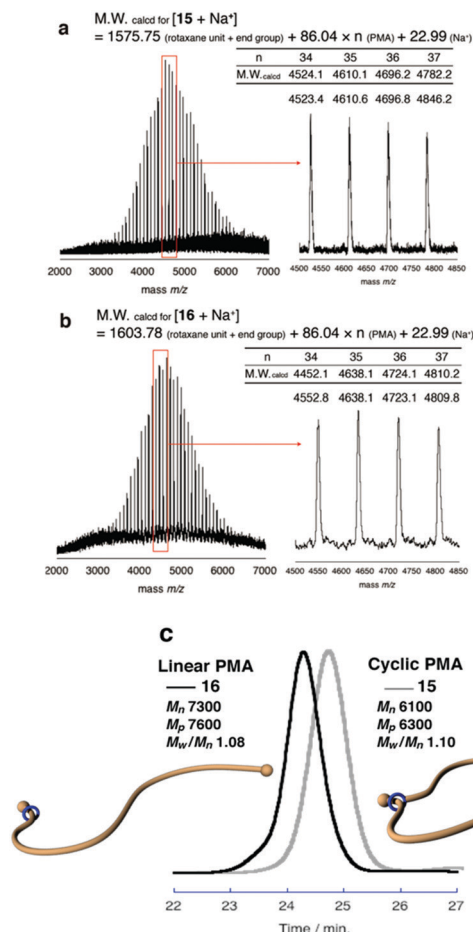 a
M.W. calcd for [15 + Na⁺]
= 1575.75 (rotaxane unit + end group) + 86.04 × n (PMA) + 22.99 (Na⁺)
n 34 35 36 37
M.W.calcd 4524.1 4610.1 4696.2 4782.2
4523.4 4610.6 4696.8 4846.2
2000 3000 4000 5000 6000 7000
mass m/z
4500 4550 4600 4650 4700 4750 4800 4850
mass m/z
b
M.W. calcd for [16 + Na⁺]
= 1603.78 (rotaxane unit + end group) + 86.04 × n (PMA) + 22.99 (Na⁺)
n 34 35 36 37
M.W.calcd 4452.1 4638.1 4724.1 4810.2
4552.8 4638.1 4723.1 4809.8
2000 3000 4000 5000 6000 7000
mass m/z
4500 4550 4600 4650 4700 4750 4800 4850
mass m/z
c
Linear PMA
16
Mn 7300
Mp 7600
Mw/Mn 1.08
Cyclic PMA
15
Mn 6100
Mp 6300
Mw/Mn 1.10
22 23 24 25 26 27
Time / min.